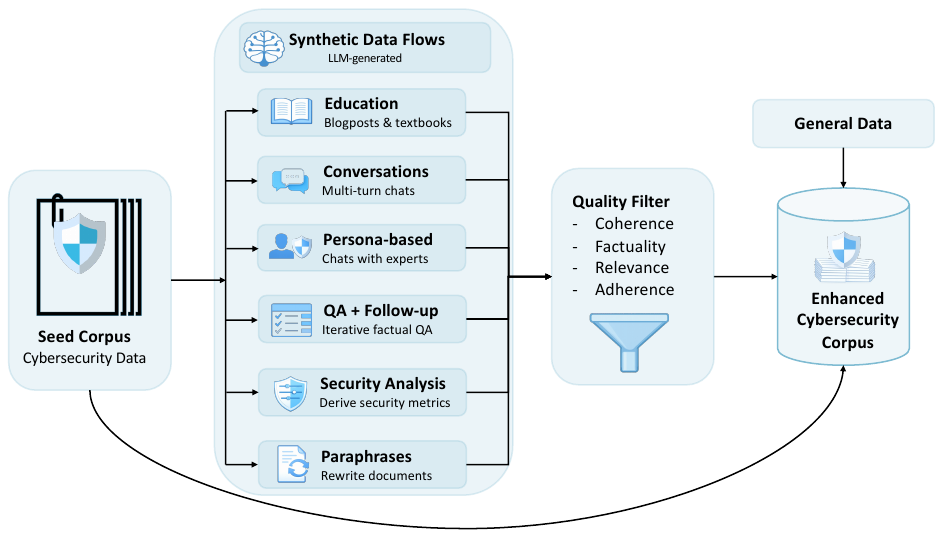 Synthetic Data Flows
LLM-generated
Education
Blogposts & textbooks
Conversations
Multi-turn chats
Persona-based
Chats with experts
QA + Follow-up
Iterative factual QA
Security Analysis
Derive security metrics
Paraphrases
Rewrite documents
Seed Corpus
Cybersecurity Data
Quality Filter
- Coherence
- Factuality
- Relevance
- Adherence
General Data
Enhanced
Cybersecurity
Corpus